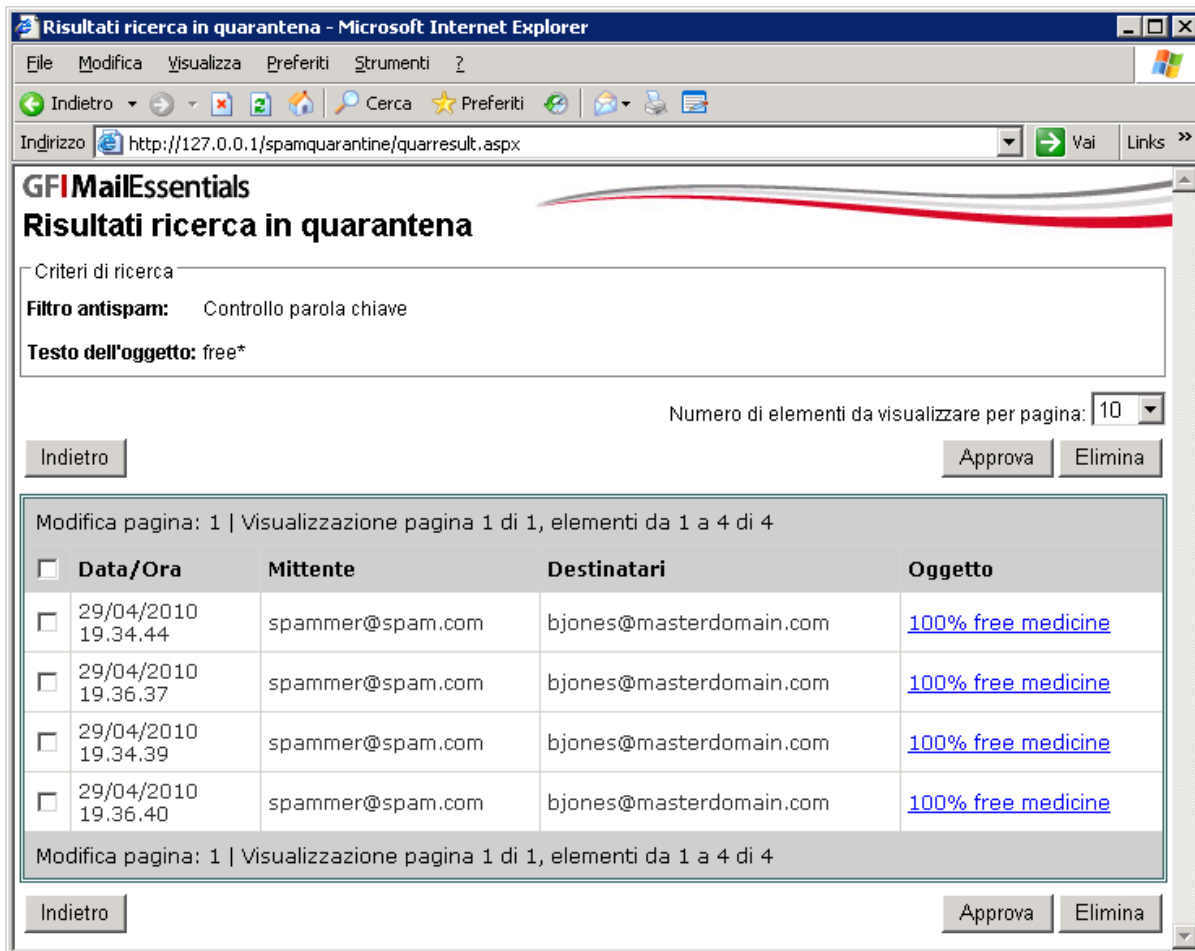 Risultati ricerca in quarantena - Microsoft Internet Explorer
File Modifica Visualizza Preferiti Strumenti ?
Indietro Cerca Preferiti
Indirizzo http://127.0.0.1/spamquarantine/quarresult.aspx Vai Links »
GFI MailEssentials
Risultati ricerca in quarantena
Criteri di ricerca
Filtro antispam: Controllo parola chiave
Testo dell'oggetto: free*
Numero di elementi da visualizzare per pagina: 10
Indietro Approva Elimina
Modifica pagina: 1 | Visualizzazione pagina 1 di 1, elementi da 1 a 4 di 4
Data/Ora Mittente Destinatari Oggetto
29/04/2010
19.34.44 spammer@spam.com bjones@masterdomain.com 100% free medicine
29/04/2010
19.36.37 spammer@spam.com bjones@masterdomain.com 100% free medicine
29/04/2010
19.34.39 spammer@spam.com bjones@masterdomain.com 100% free medicine
29/04/2010
19.36.40 spammer@spam.com bjones@masterdomain.com 100% free medicine
Modifica pagina: 1 | Visualizzazione pagina 1 di 1, elementi da 1 a 4 di 4
Indietro Approva Elimina